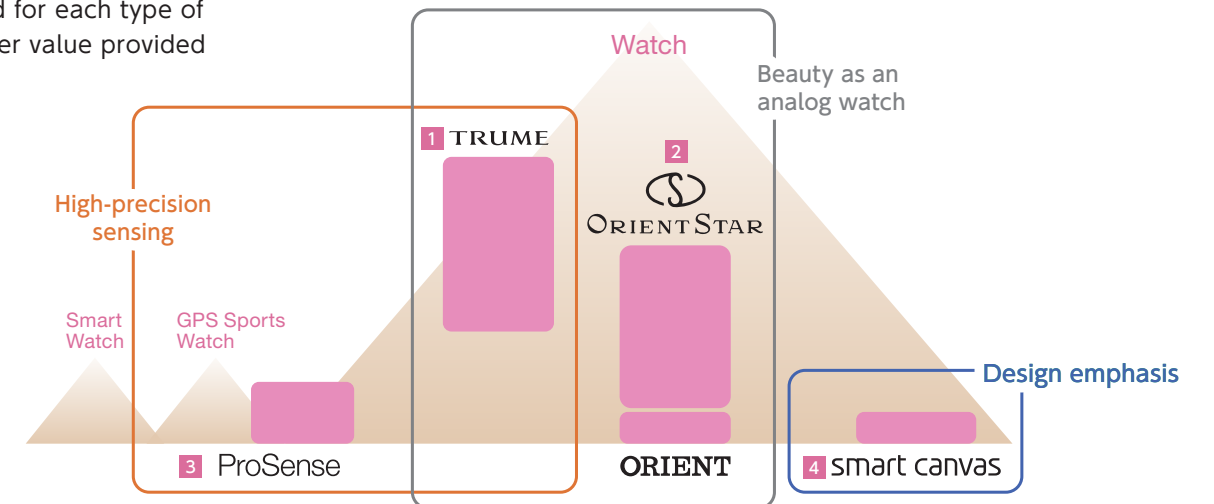 d for each type of
er value provided
Watch
Beauty as an
analog watch
1 TRUME
2
ORIENT STAR
High-precision
sensing
Smart
Watch
GPS Sports
Watch
Design emphasis
3 ProSense
ORIENT
4 smart canvas